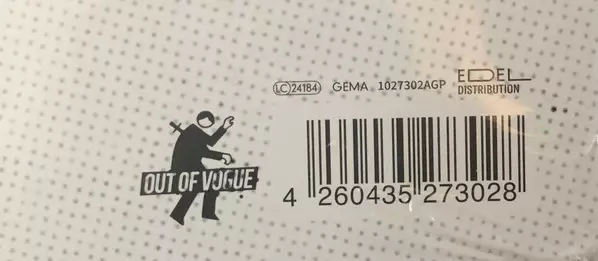 LC 24184 GEMA 1027302AGP EDEL
DISTRIBUTION
OUT OF VOGUE
4 260435 273028